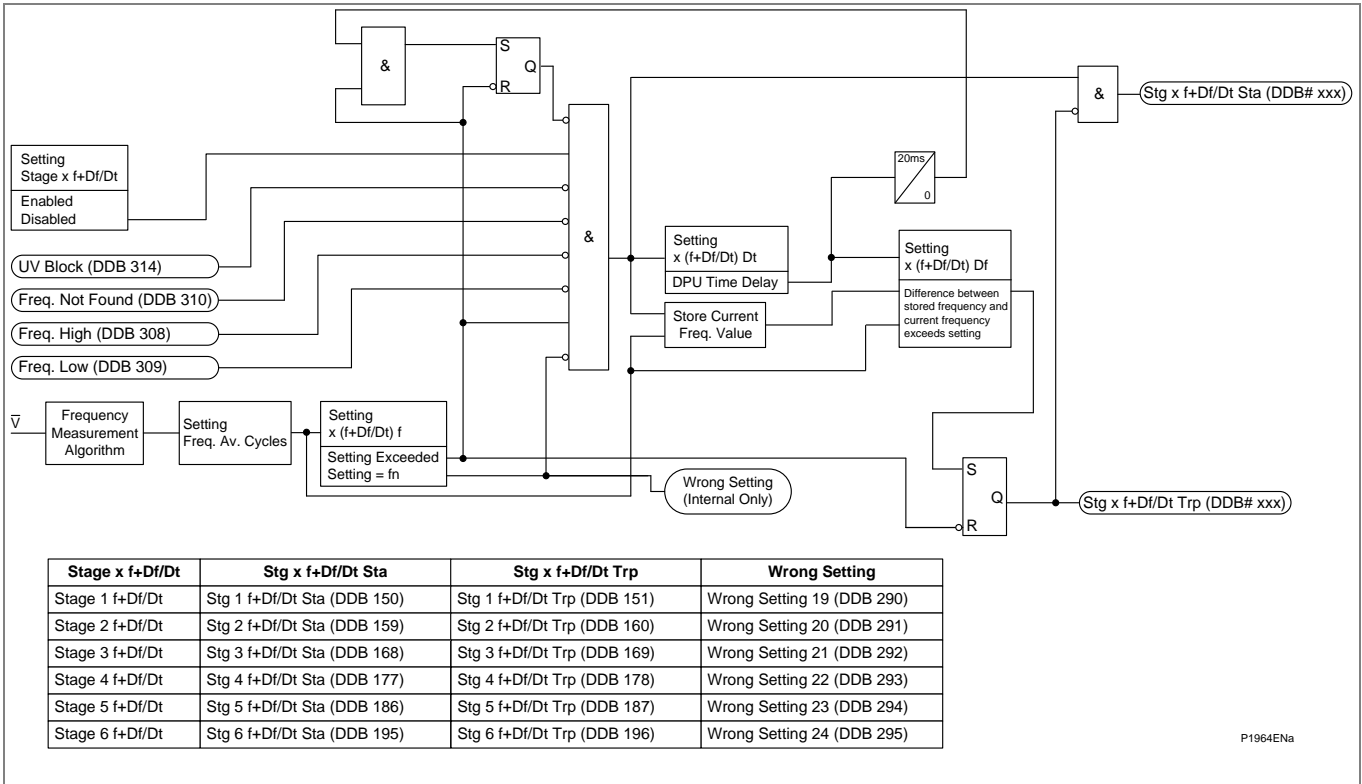 &
S
Q
R
&
Stg x f+Df/Dt Sta (DDB# xxx)
Setting
Stage x f+Df/Dt
Enabled
Disabled
20ms
0
&
Setting
x (f+Df/Dt) Dt
DPU Time Delay
Setting
x (f+Df/Dt) Df
Difference between
stored frequency and
current frequency
exceeds setting
UV Block (DDB 314)
Freq. Not Found (DDB 310)
Store Current
Freq. Value
Freq. High (DDB 308)
Freq. Low (DDB 309)
V̅
Frequency
Measurement
Algorithm
Setting
Freq. Av. Cycles
Setting
x (f+Df/Dt) f
Setting Exceeded
Setting = fn
Wrong Setting
(Internal Only)
S
Q
R
Stg x f+Df/Dt Trp (DDB# xxx)
Stage x f+Df/Dt Stg x f+Df/Dt Sta Stg x f+Df/Dt Trp Wrong Setting
Stage 1 f+Df/Dt Stg 1 f+Df/Dt Sta (DDB 150) Stg 1 f+Df/Dt Trp (DDB 151) Wrong Setting 19 (DDB 290)
Stage 2 f+Df/Dt Stg 2 f+Df/Dt Sta (DDB 159) Stg 2 f+Df/Dt Trp (DDB 160) Wrong Setting 20 (DDB 291)
Stage 3 f+Df/Dt Stg 3 f+Df/Dt Sta (DDB 168) Stg 3 f+Df/Dt Trp (DDB 169) Wrong Setting 21 (DDB 292)
Stage 4 f+Df/Dt Stg 4 f+Df/Dt Sta (DDB 177) Stg 4 f+Df/Dt Trp (DDB 178) Wrong Setting 22 (DDB 293)
Stage 5 f+Df/Dt Stg 5 f+Df/Dt Sta (DDB 186) Stg 5 f+Df/Dt Trp (DDB 187) Wrong Setting 23 (DDB 294)
Stage 6 f+Df/Dt Stg 6 f+Df/Dt Sta (DDB 195) Stg 6 f+Df/Dt Trp (DDB 196) Wrong Setting 24 (DDB 295)
P1964ENa